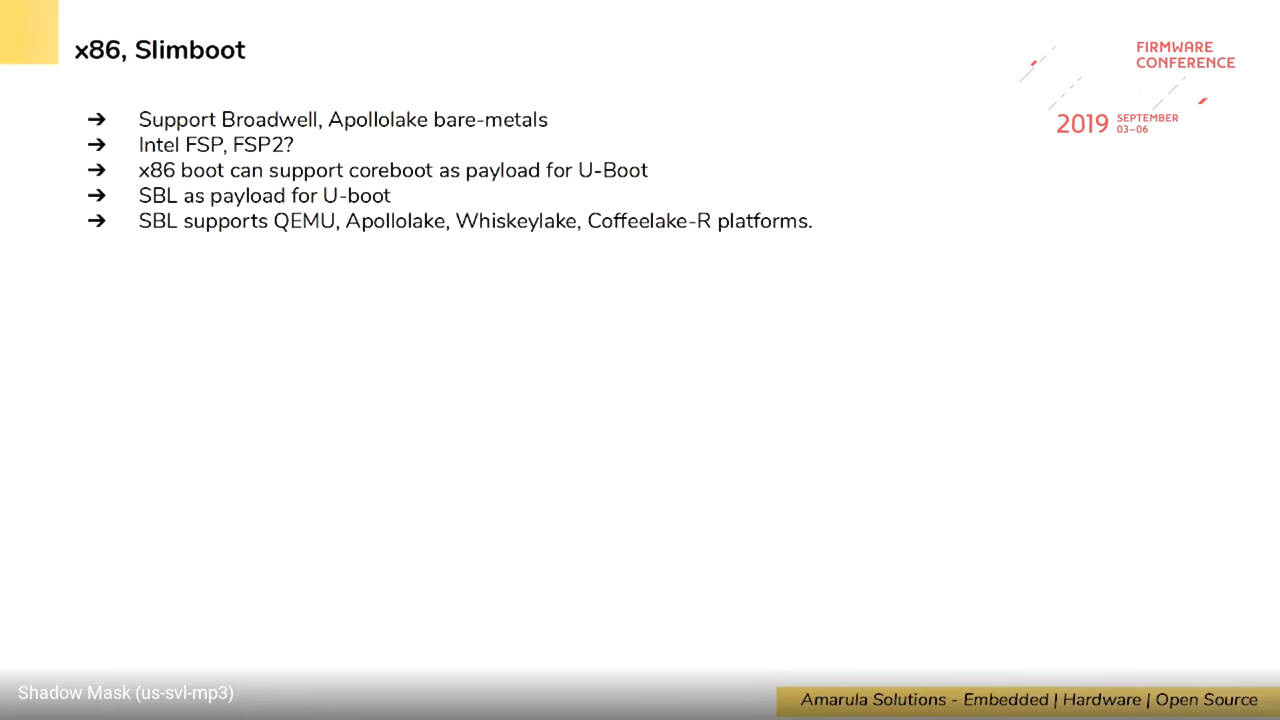 x86, Slimboot
FIRMWARE
CONFERENCE
2019 SEPTEMBER
03–06
➔ Support Broadwell, Apollolake bare-metals
➔ Intel FSP, FSP2?
➔ x86 boot can support coreboot as payload for U-Boot
➔ SBL as payload for U-boot
➔ SBL supports QEMU, Apollolake, Whiskeylake, Coffeelake-R platforms.
Shadow Mask (us-svl-mp3)
Amarula Solutions - Embedded | Hardware | Open Source